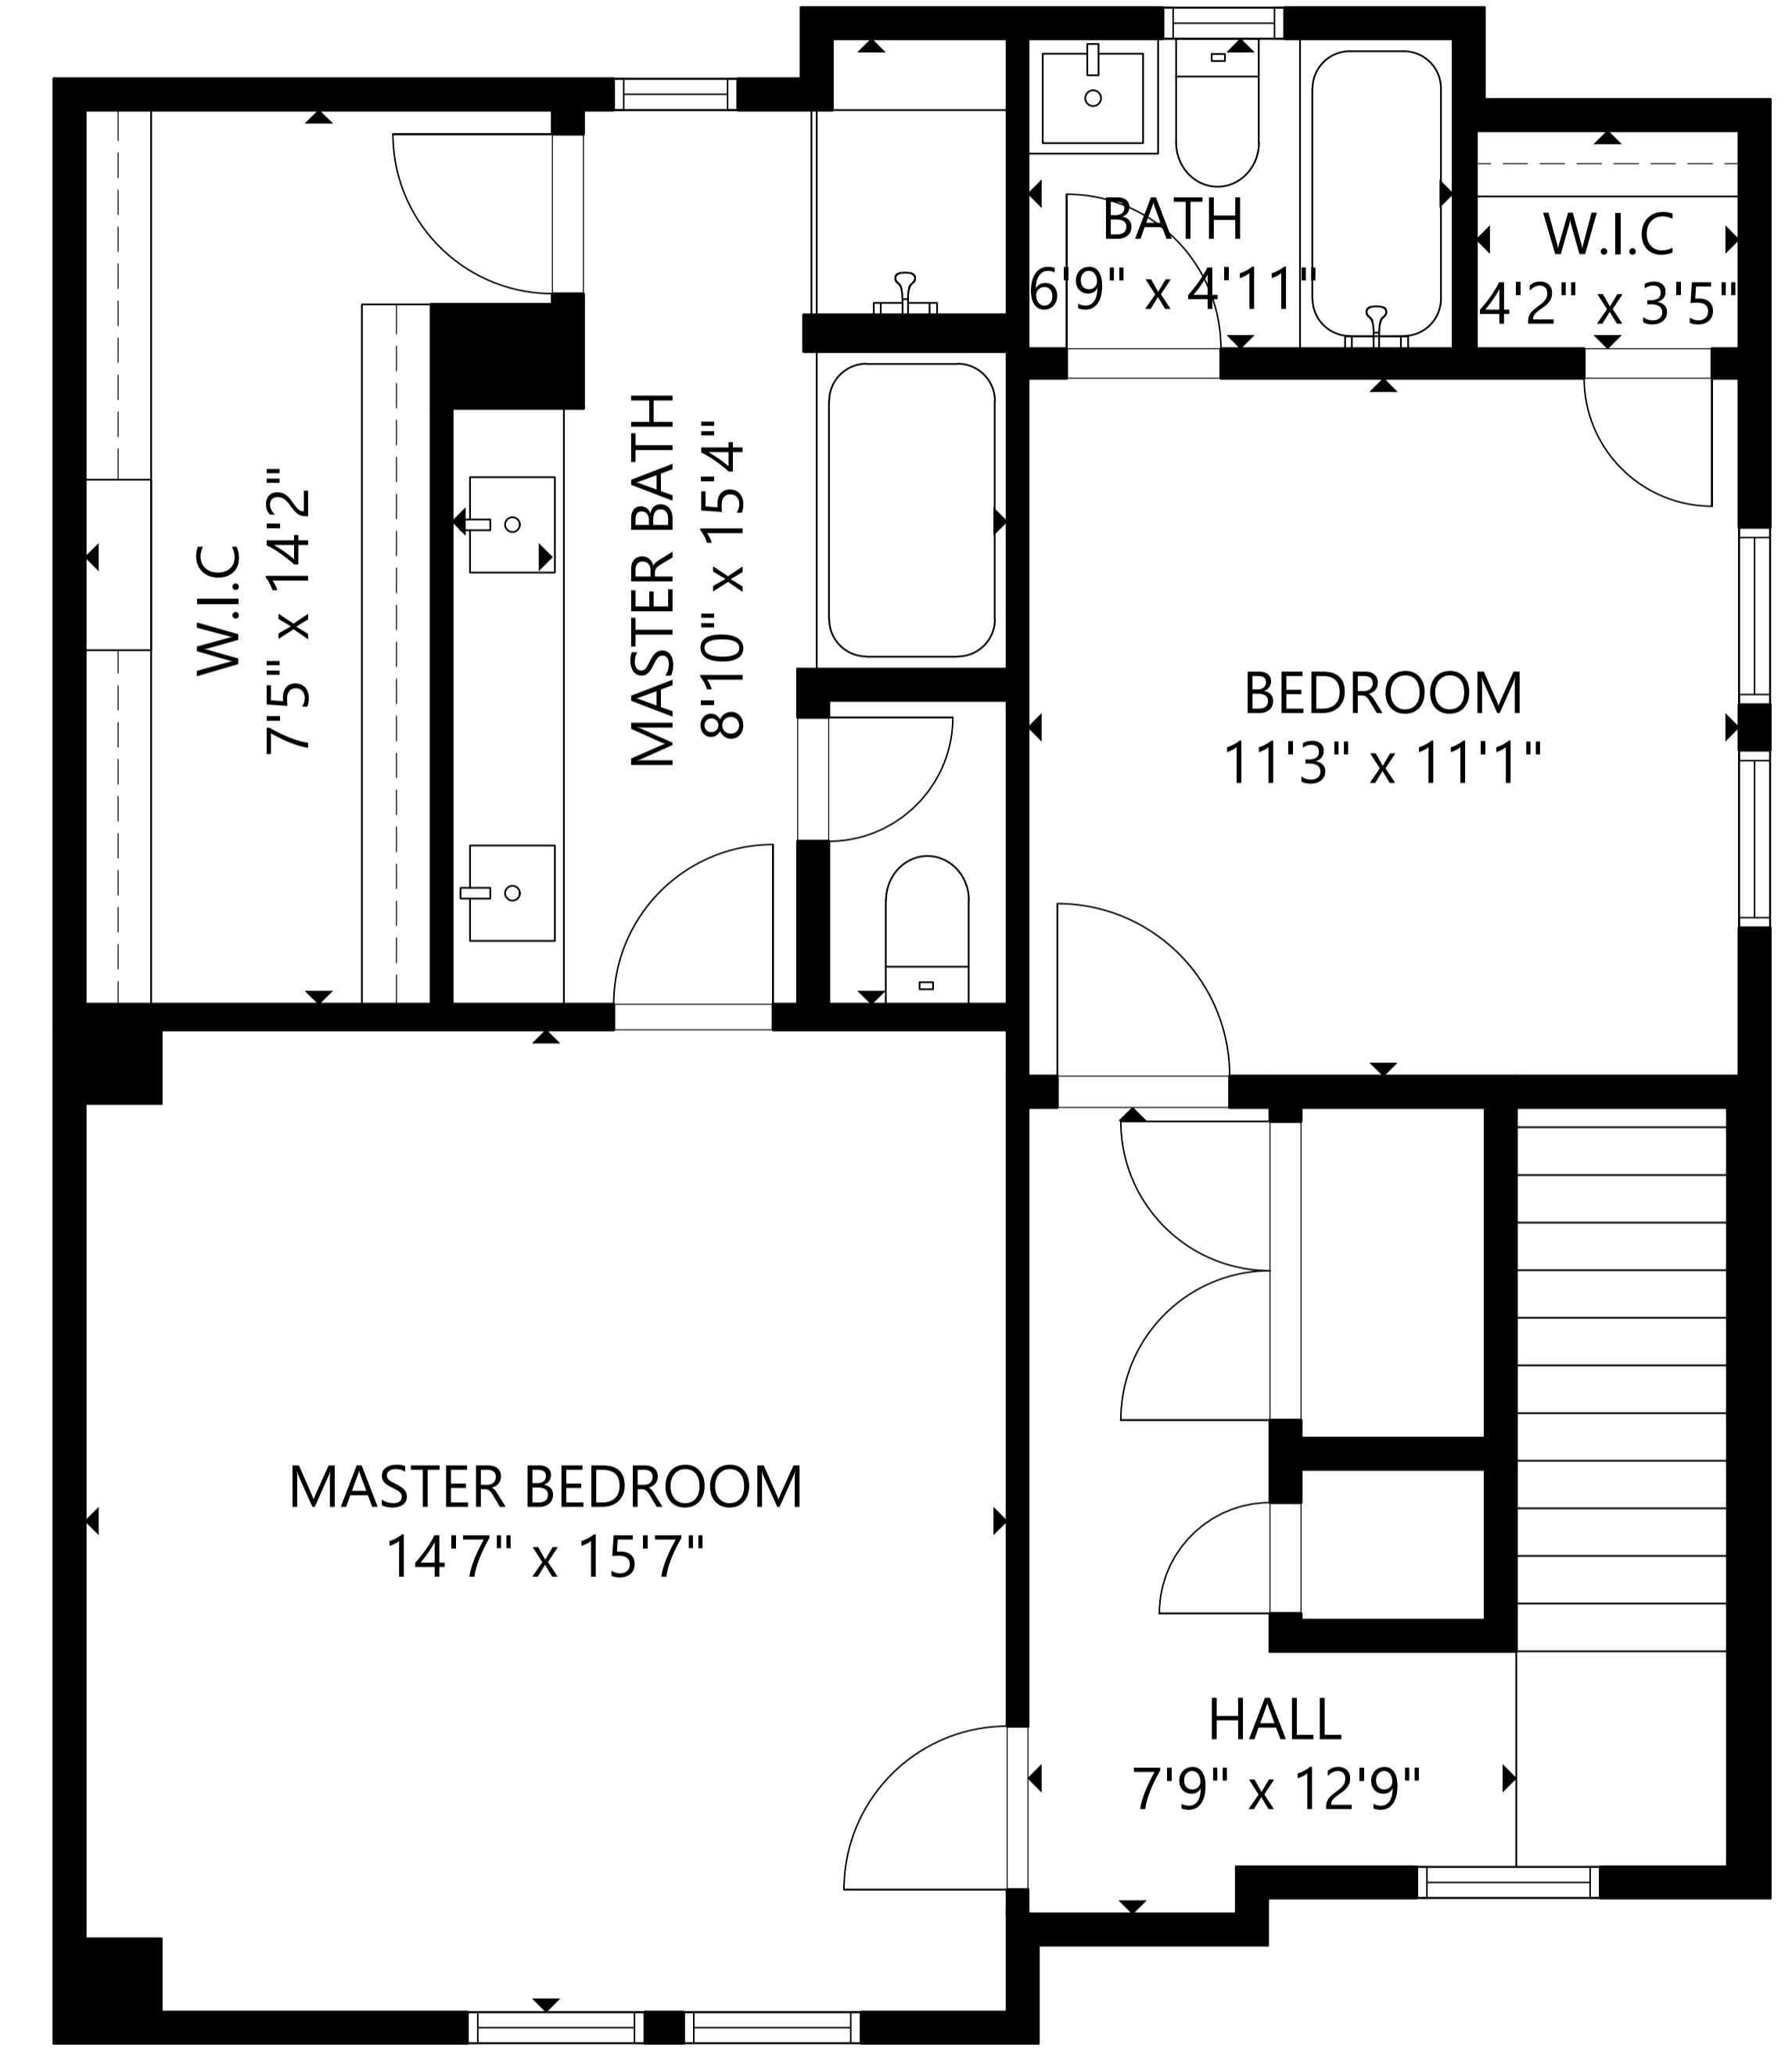 W.I.C
7'5" x 14'2"
MASTER BATH
8'10" x 15'4"
BATH
6'9" x 4'11"
W.I.C
4'2" x 3'5"
BEDROOM
11'3" x 11'1"
MASTER BEDROOM
14'7" x 15'7"
HALL
7'9" x 12'9"